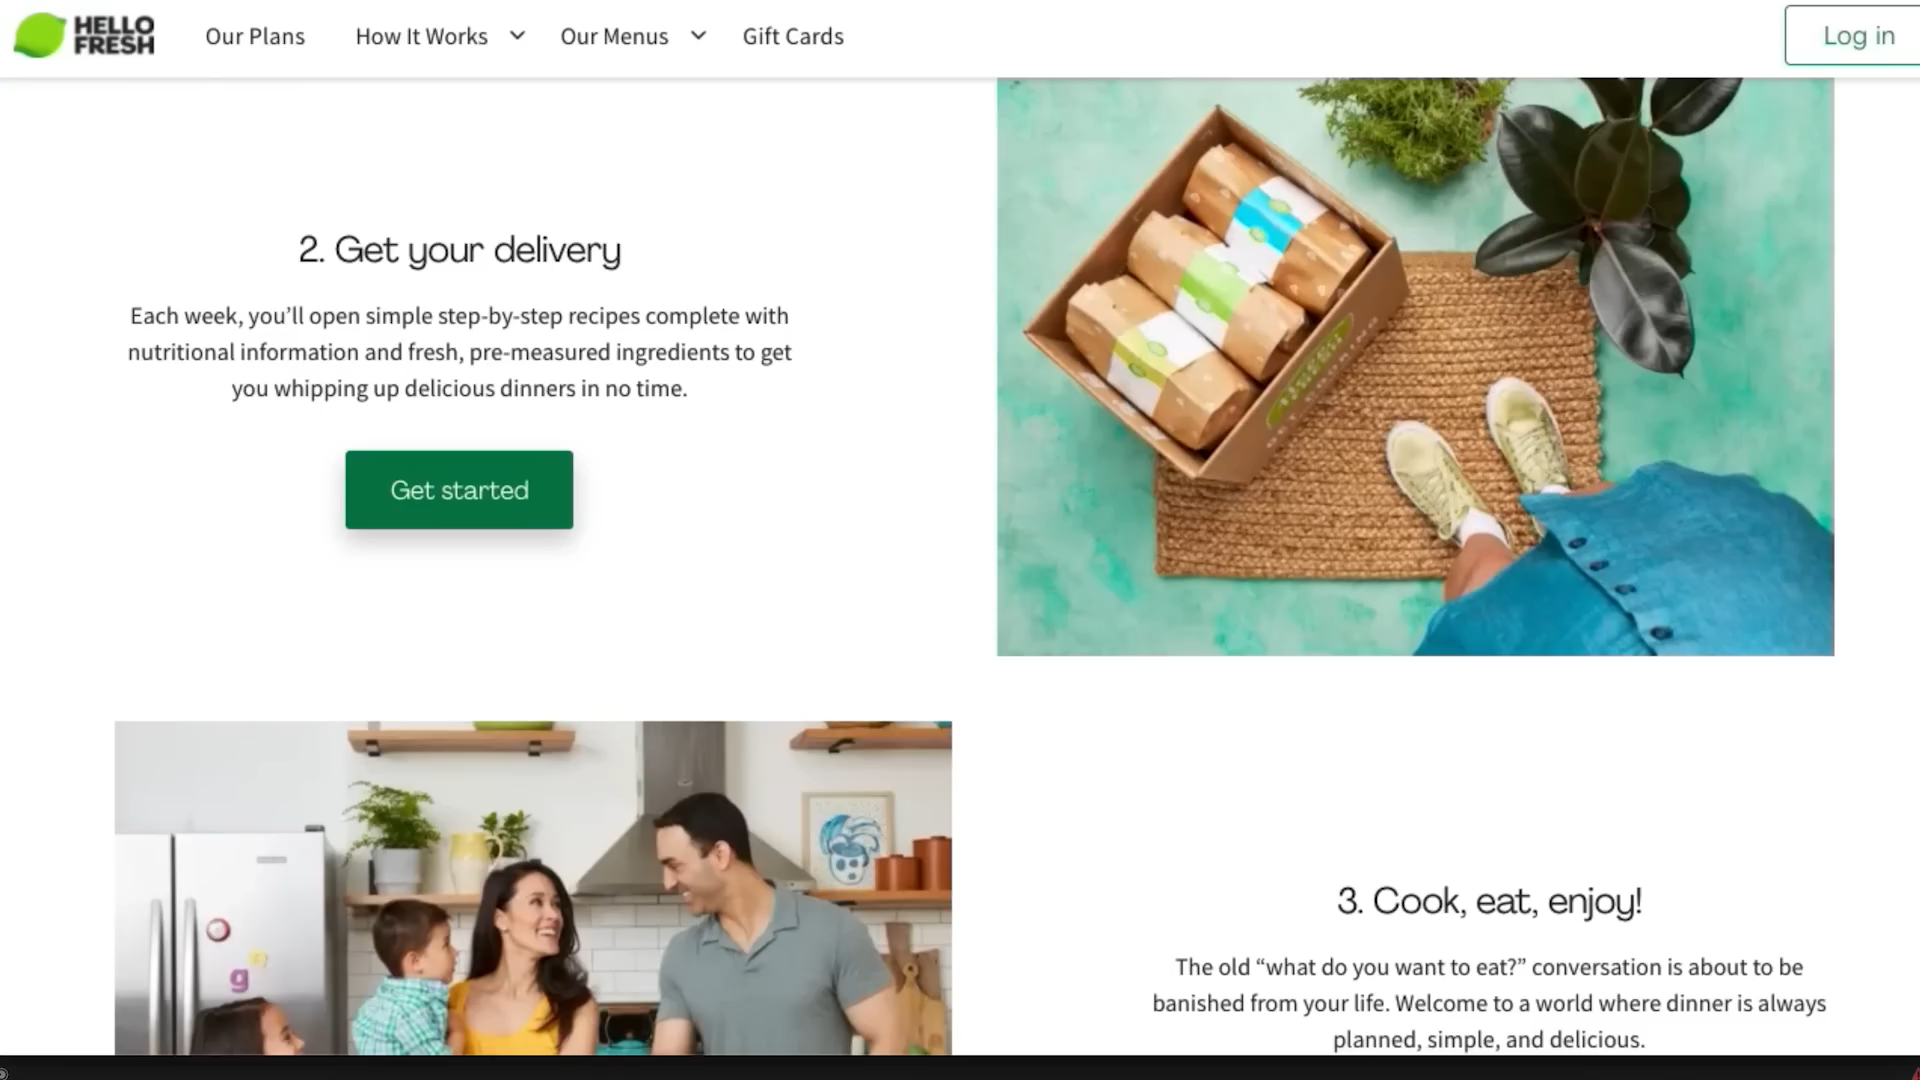 HELLO
FRESH
Our Plans
How It Works
Our Menus
Gift Cards
Log in
2. Get your delivery
Each week, you’ll open simple step-by-step recipes complete with
nutritional information and fresh, pre-measured ingredients to get
you whipping up delicious dinners in no time.
Get started
g
3. Cook, eat, enjoy!
The old “what do you want to eat?” conversation is about to be
banished from your life. Welcome to a world where dinner is always
planned, simple, and delicious.